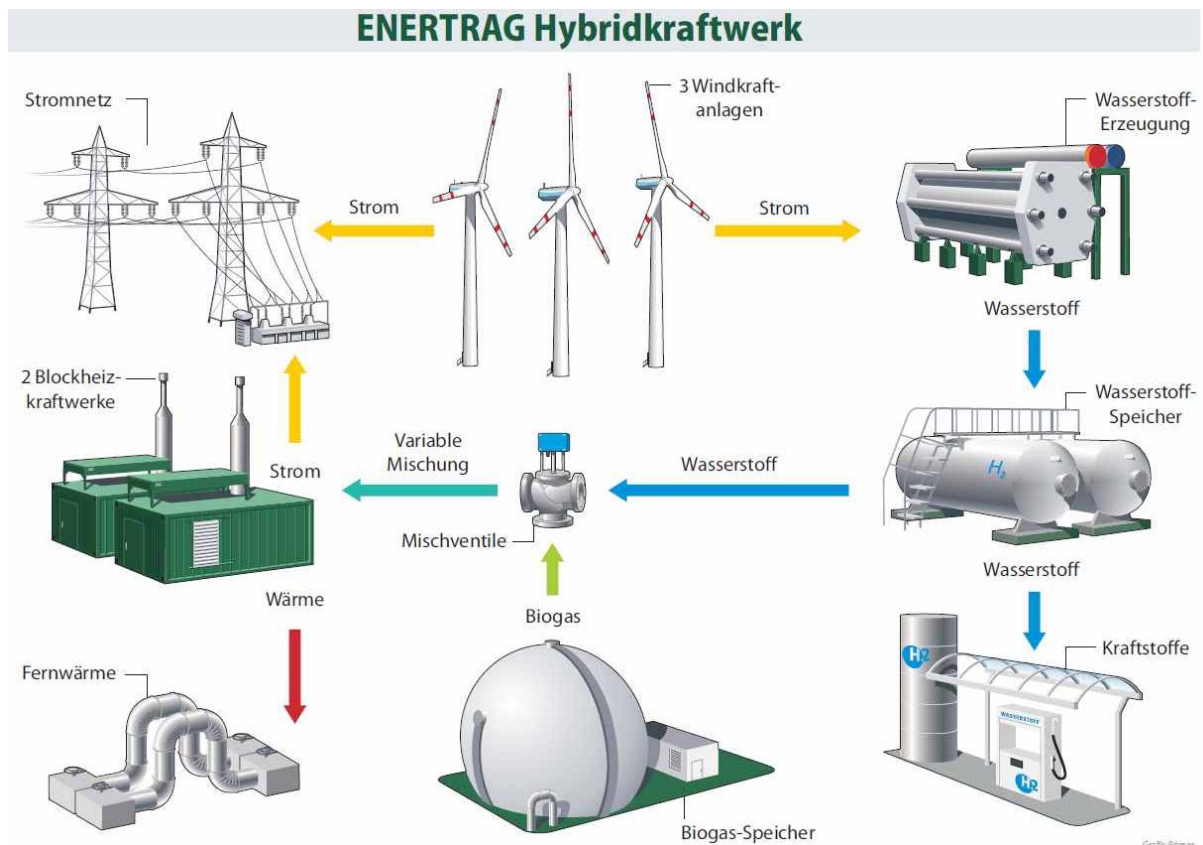 ENERTRAG Hybridkraftwerk
Stromnetz
3 Windkraft-
anlagen
Wasserstoff-
Erzeugung
Strom
Strom
Wasserstoff
2 Blockheiz-
kraftwerke
Wasserstoff-
Speicher
Variable
Mischung
Wasserstoff
Strom
H2
Mischventile
Wasserstoff
Wärme
Biogas
Fernwärme
Kraftstoffe
H2
WASSERSTOFF
H2
Biogas-Speicher